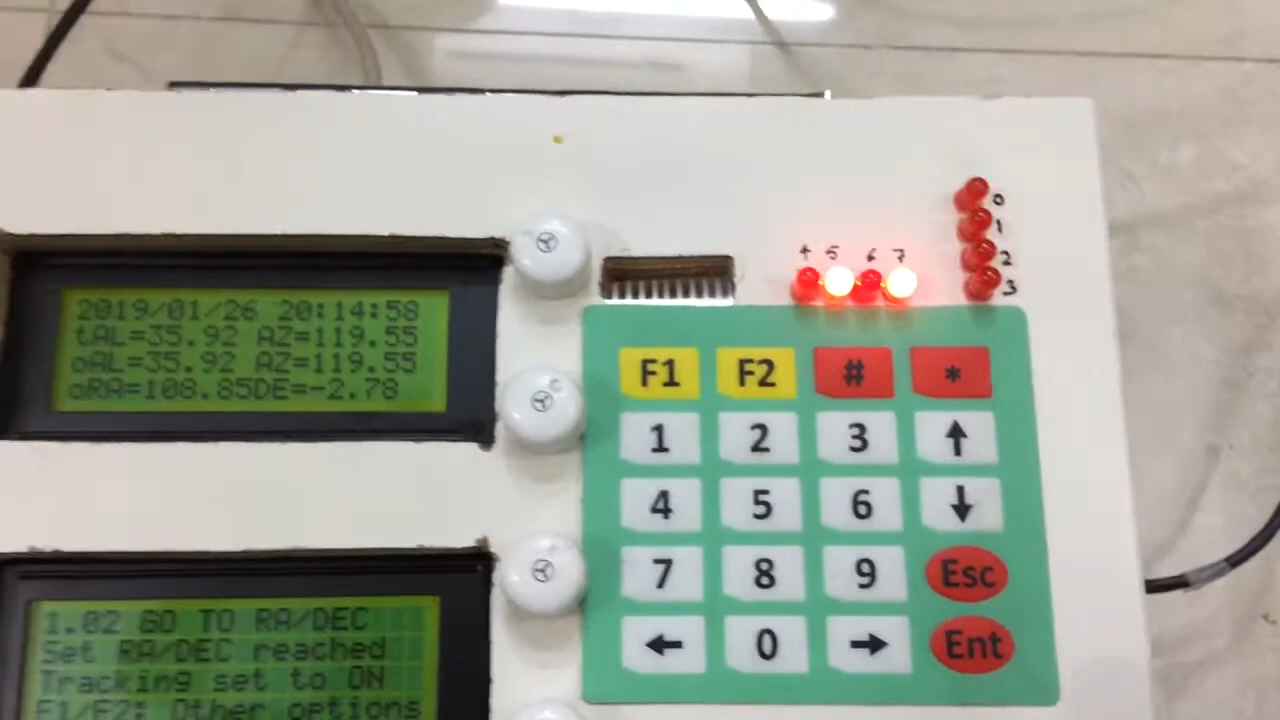 2019/01/26 20:14:58
tAL=35.92 AZ=119.55
oAL=35.92 AZ=119.55
oRA=108.85DE=-2.78
1.02 GO TO RA/DEC
Set RA/DEC reached
Tracking set to ON
F1/F2: Other options
4 5 6 7
0
1
2
3
F1 F2 # *
1 2 3 ↑
4 5 6 ↓
7 8 9 Esc
← 0 → Ent